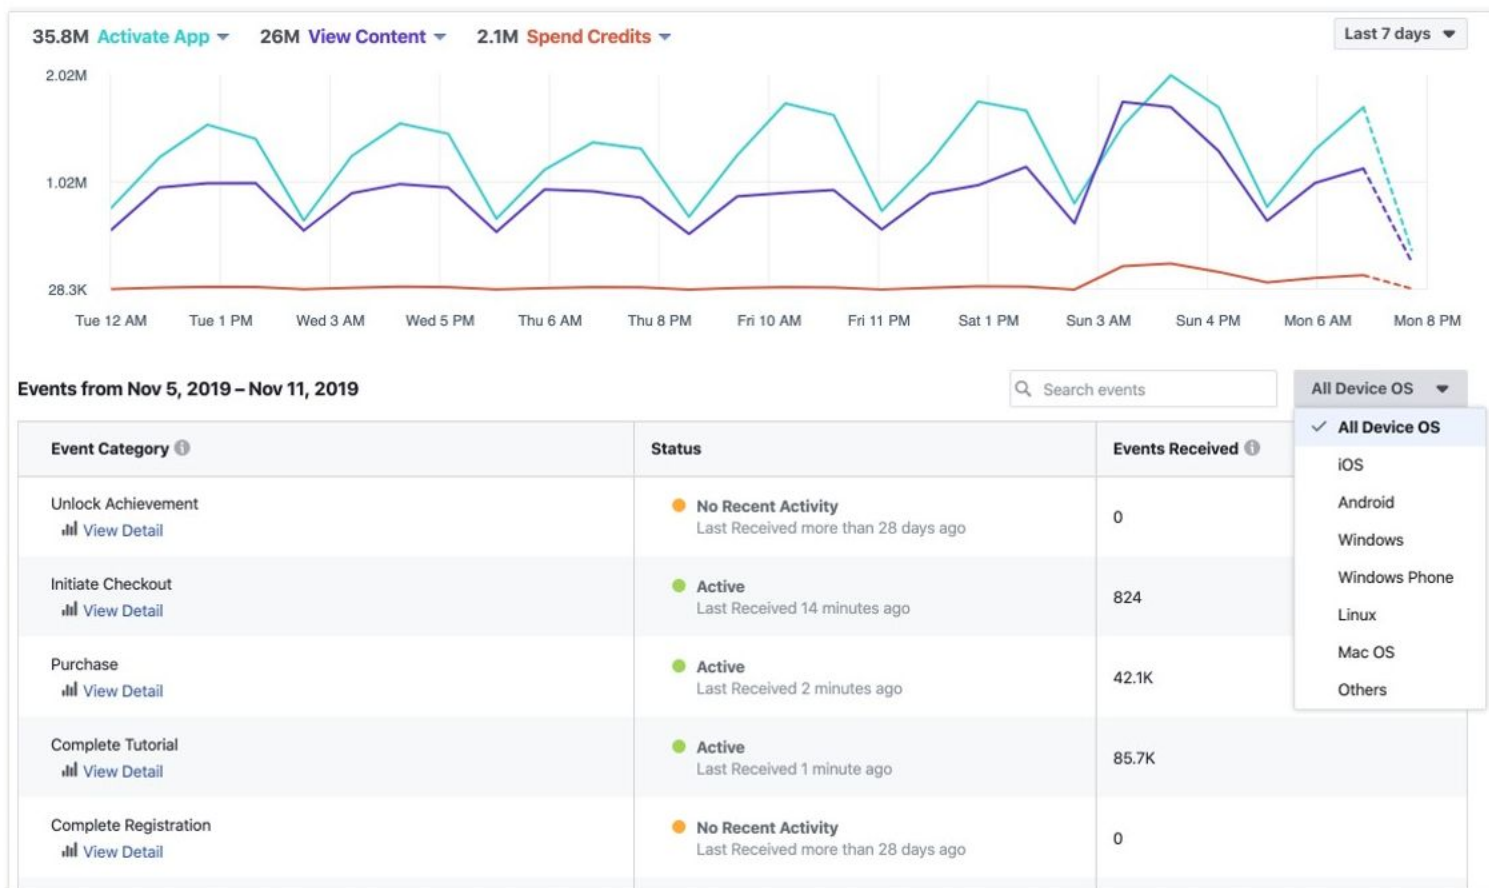 35.8M Activate App 26M View Content 2.1M Spend Credits Last 7 days
2.02M
1.02M
28.3K
Tue 12 AM Tue 1 PM Wed 3 AM Wed 5 PM Thu 6 AM Thu 8 PM Fri 10 AM Fri 11 PM Sat 1 PM Sun 3 AM Sun 4 PM Mon 6 AM Mon 8 PM
Events from Nov 5, 2019 – Nov 11, 2019 Search events All Device OS
All Device OS
iOS
Android
Windows
Windows Phone
Linux
Mac OS
Others
Event Category Status Events Received
Unlock Achievement
View Detail
No Recent Activity
Last Received more than 28 days ago
0
Initiate Checkout
View Detail
Active
Last Received 14 minutes ago
824
Purchase
View Detail
Active
Last Received 2 minutes ago
42.1K
Complete Tutorial
View Detail
Active
Last Received 1 minute ago
85.7K
Complete Registration
View Detail
No Recent Activity
Last Received more than 28 days ago
0